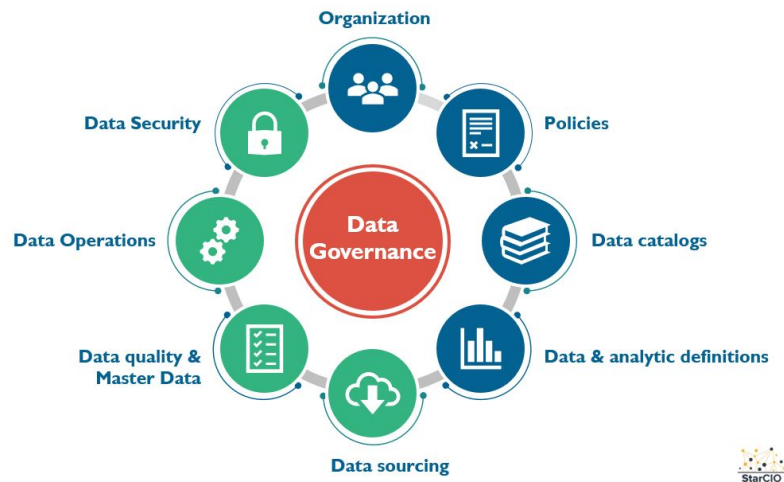 Organization
Policies
Data catalogs
Data & analytic definitions
Data sourcing
Data quality &
Master Data
Data Operations
Data Security
Data
Governance
StarCIO